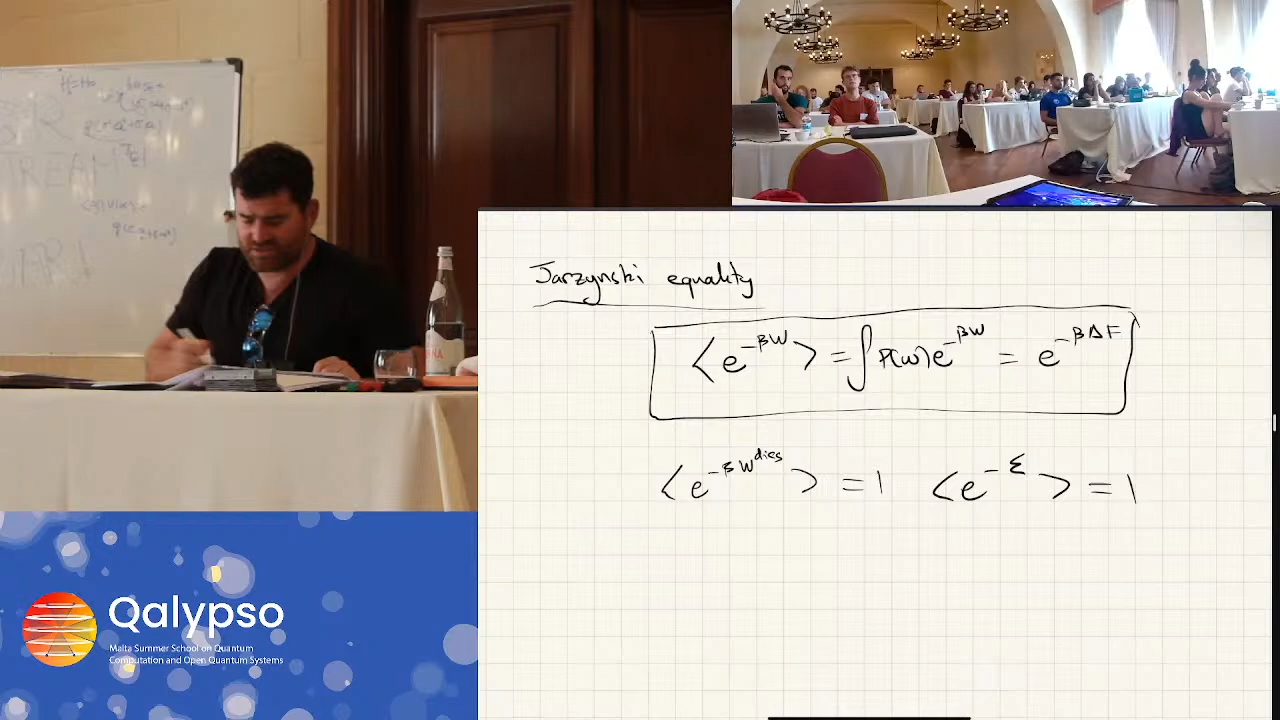 H=H0
Jarzynski equality
⟨e^{-βW}⟩ = ∫P(W)e^{-βW} = e^{-βΔF}
⟨e^{-βW^{diss}}⟩ = 1 ⟨e^{-Σ}⟩ = 1
Qalypso
Malta Summer School on Quantum
Computation and Open Quantum Systems